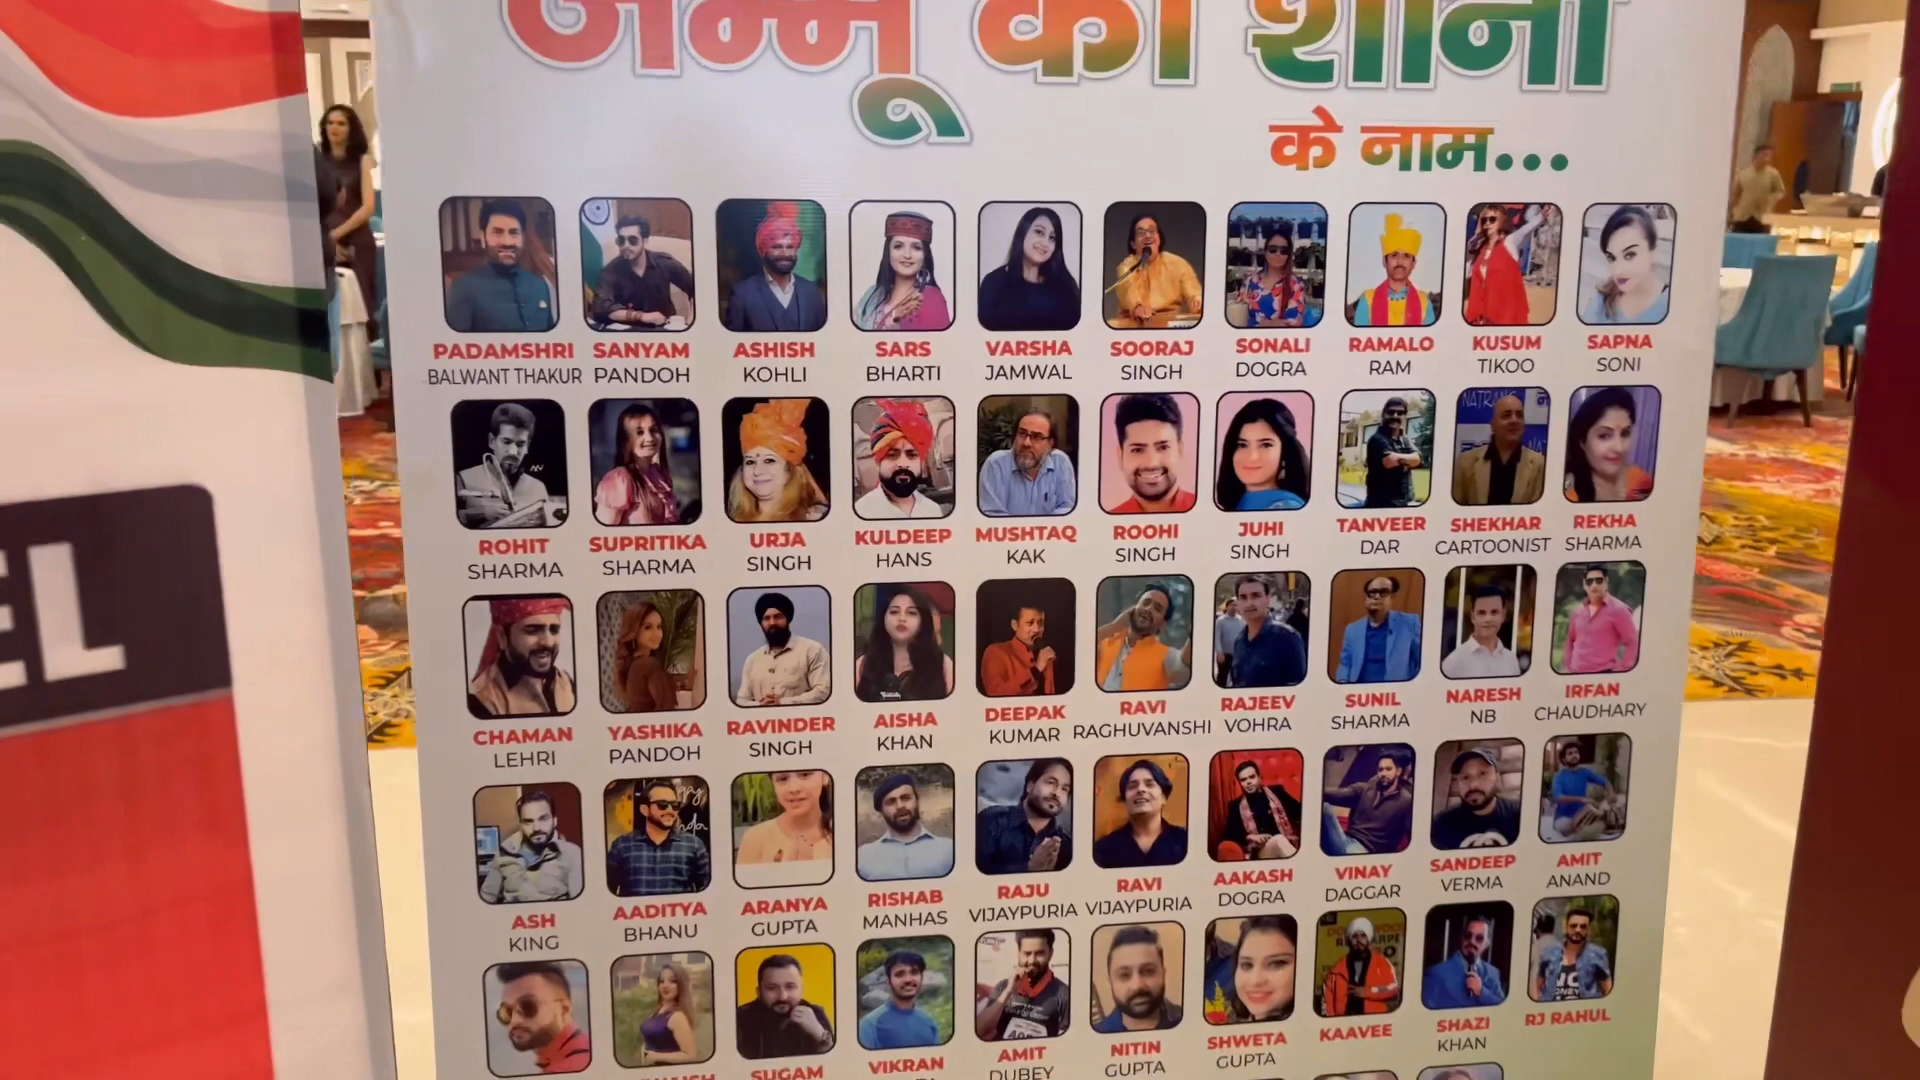 जम्मू की शानों
के नाम...
PADAMSHRI SANYAM ASHISH SARS VARSHA SOORAJ SONALI RAMALO KUSUM SAPNA
BALWANT THAKUR PANDOH KOHLI BHARTI JAMWAL SINGH DOGRA RAM TIKOO SONI
NATRANG
ROHIT SUPRITIKA URJA KULDEEP MUSHTAQ ROOHI JUHI TANVEER SHEKHAR REKHA
SHARMA SHARMA SINGH HANS KAK SINGH SINGH DAR CARTOONIST SHARMA
EL
CHAMAN YASHIKA RAVINDER AISHA DEEPAK RAVI RAJEEV SUNIL NARESH IRFAN
LEHRI PANDOH SINGH KHAN KUMAR RAGHUVANSHI VOHRA SHARMA NB CHAUDHARY
ASH AADITYA ARANYA RISHAB RAJU RAVI AAKASH VINAY SANDEEP AMIT
KING BHANU GUPTA MANHAS VIJAYPURIA VIJAYPURIA DOGRA DAGGAR VERMA ANAND
SUGAM VIKRAN AMIT NITIN SHWETA KAAVEE SHAZI RJ RAHUL
DUBEY GUPTA GUPTA KHAN